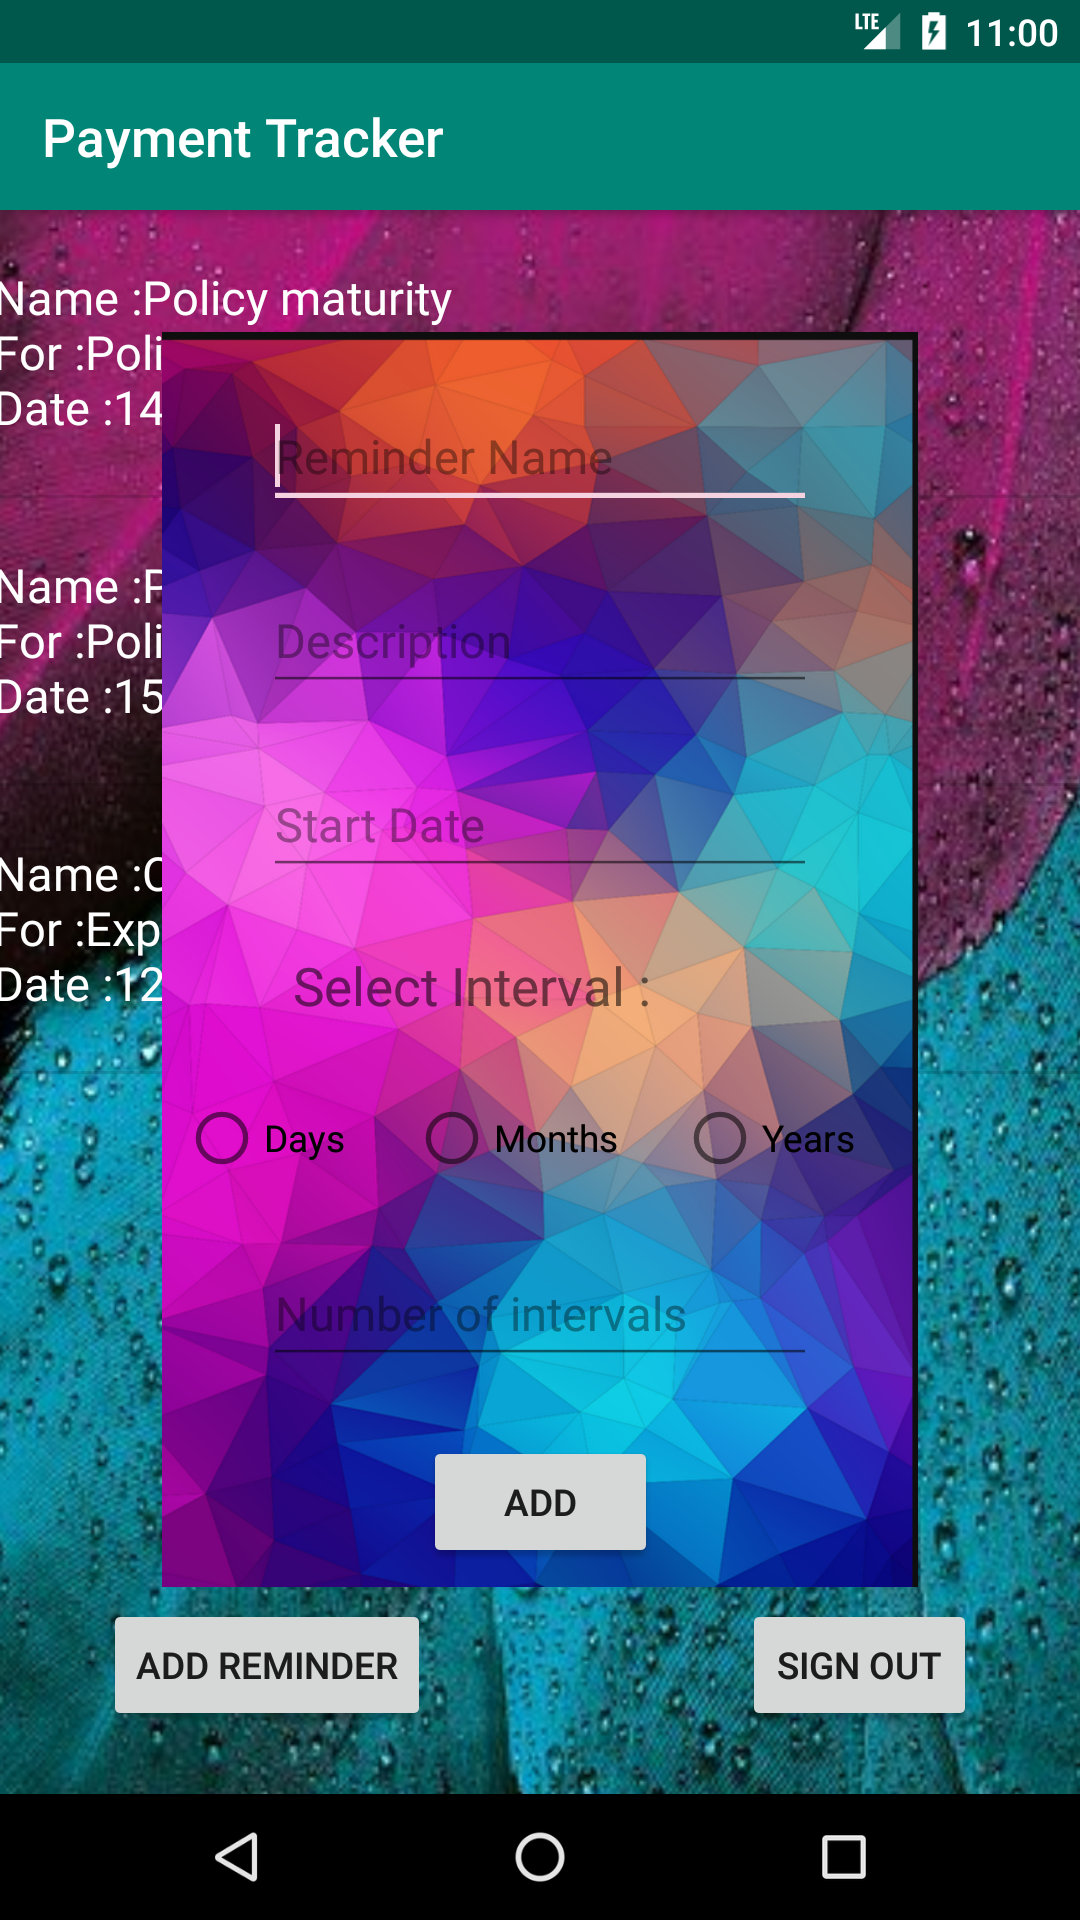 LTE 11:00
Payment Tracker
Name :Policy maturity
For :Poli
Date :14
Reminder Name
Name :P
For :Poli
Description
Date :15
Start Date
Name :C
For :Exp
Date :12
Select Interval :
Days Months Years
Number of intervals
ADD
ADD REMINDER SIGN OUT